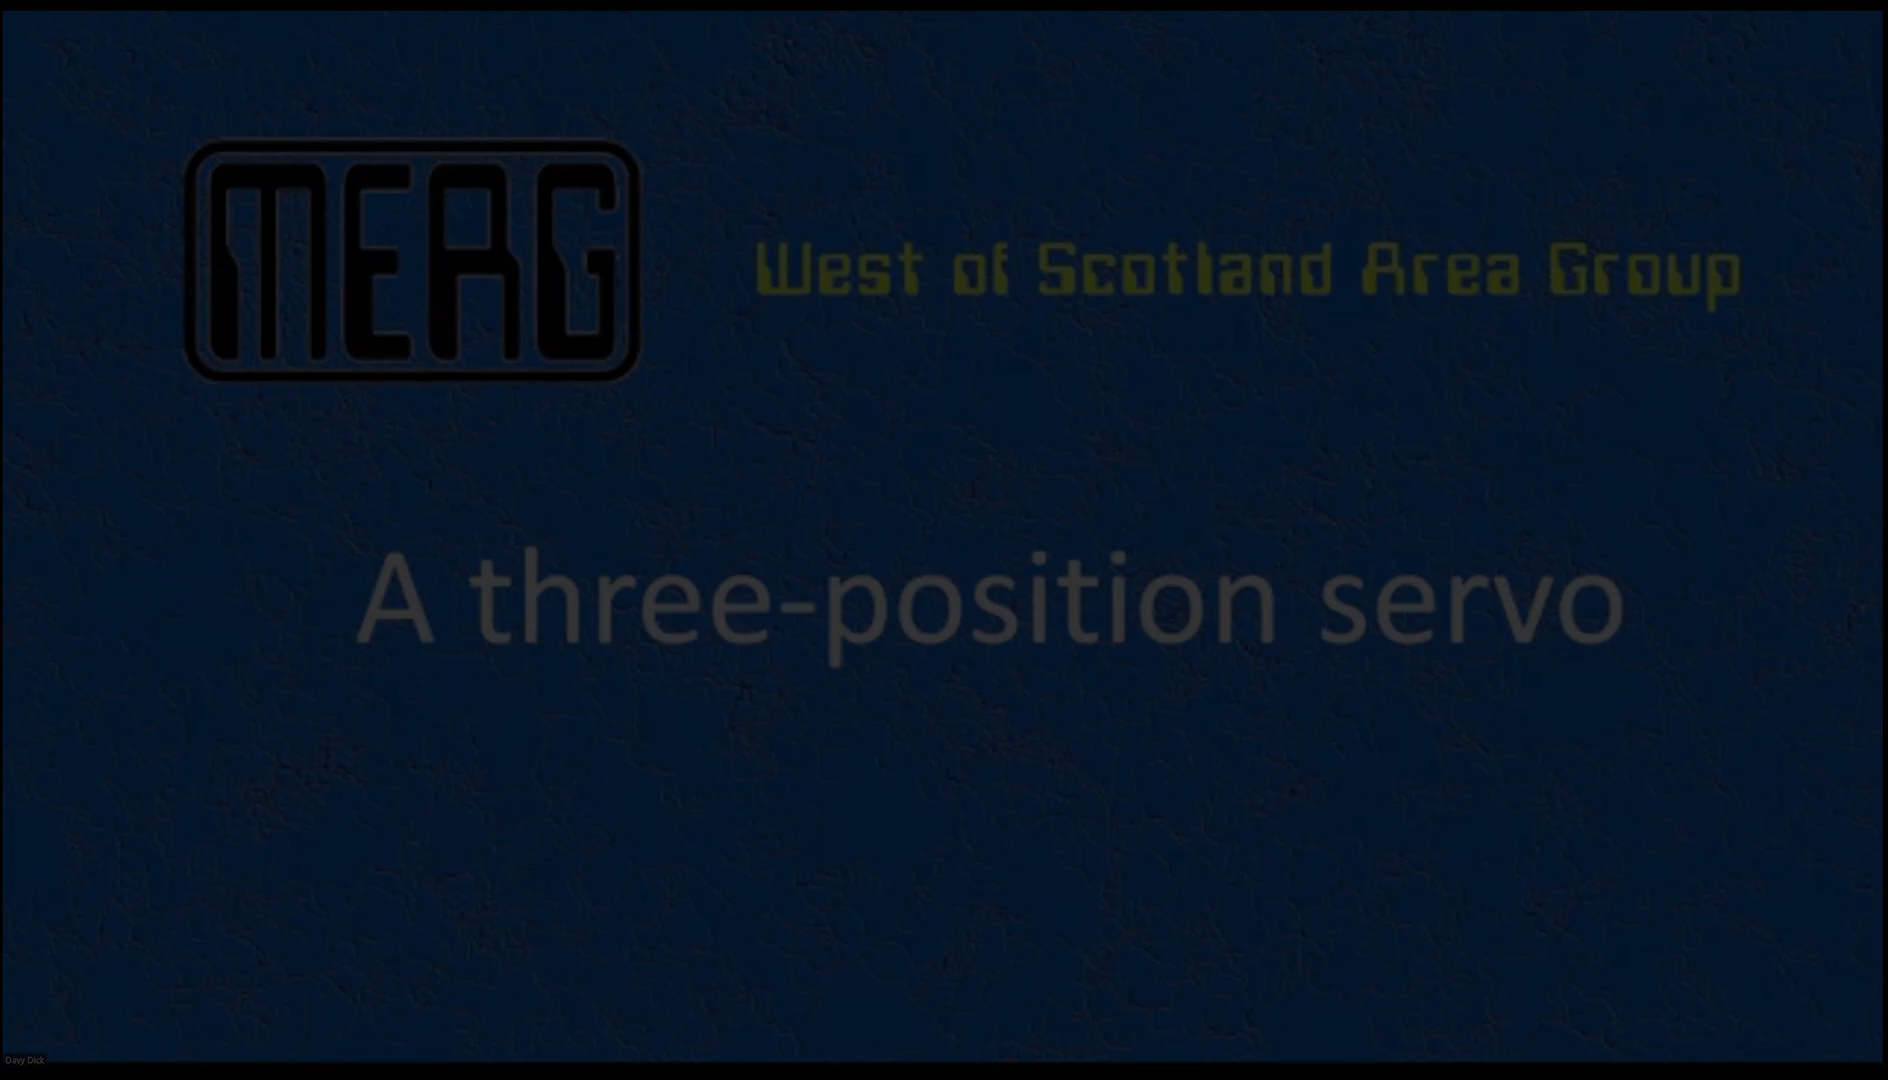 MERG
West of Scotland Area Group
A three-position servo
Davy Dick